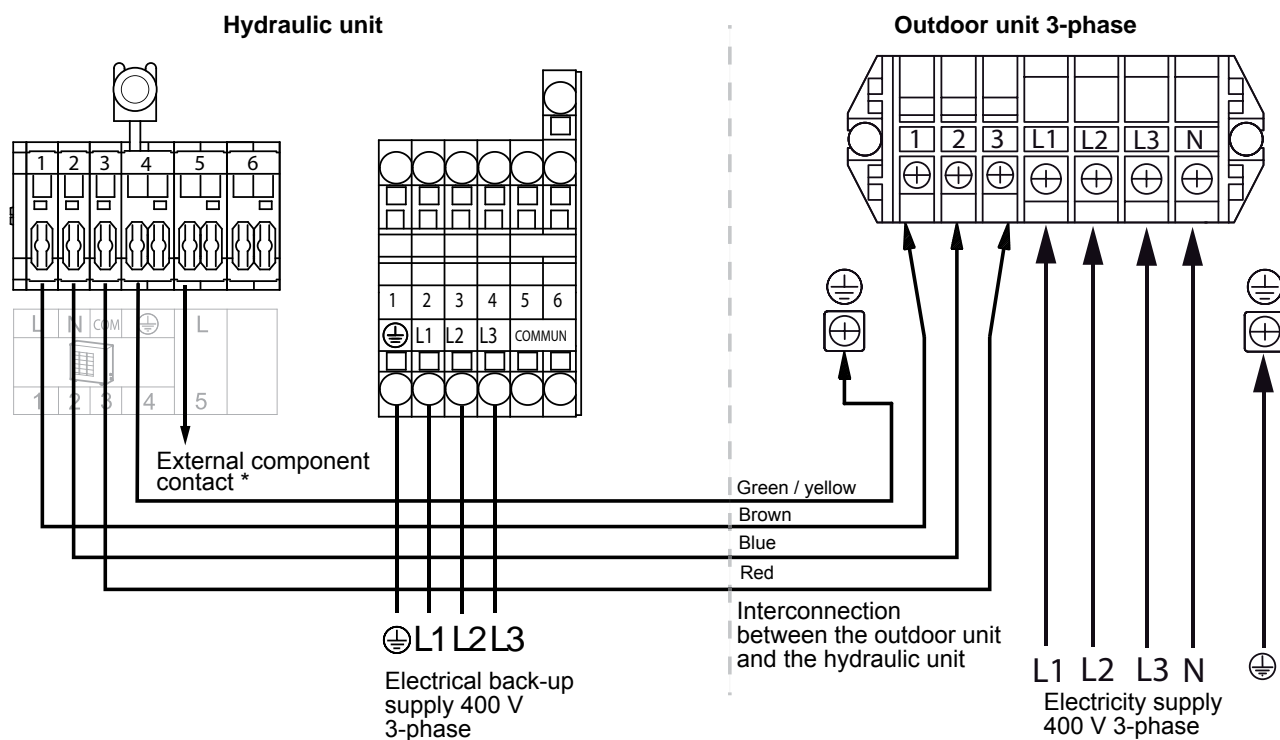 Hydraulic unit
Outdoor unit 3-phase
1 2 3 4 5 6
1 2 3 L1 L2 L3 N
1 2 3 4 5 6
L1 L2 L3 COMMUN
L N COM L
1 2 3 4 5
External component
contact *
Green / yellow
Brown
Blue
Red
L1 L2 L3
Electrical back-up
supply 400 V
3-phase
Interconnection
between the outdoor unit
and the hydraulic unit
L1 L2 L3 N
Electricity supply
400 V 3-phase